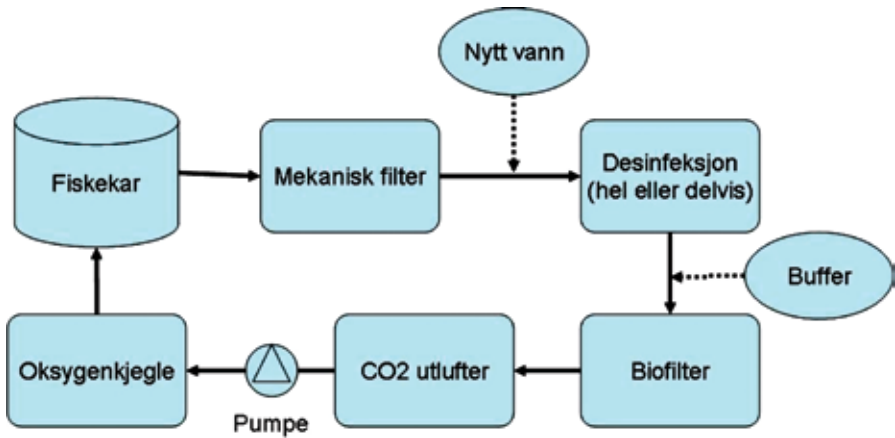 Nytt vann
Fiskekar
Mekanisk filter
Desinfeksjon
(hel eller delvis)
Buffer
Oksygenkjegle
Pumpe
CO2 utlufter
Biofilter